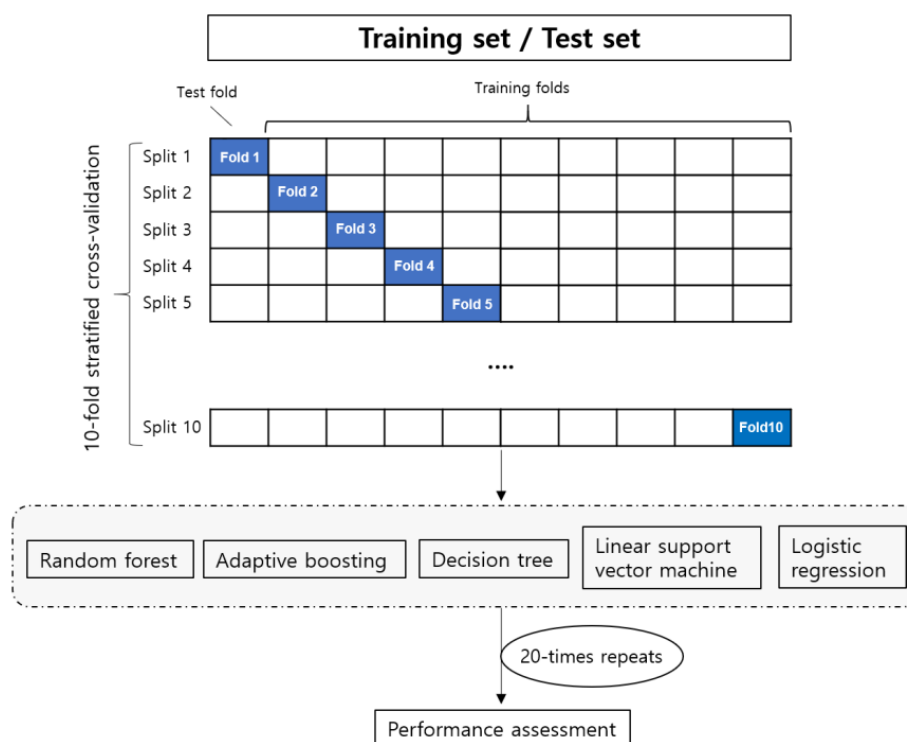 Training set / Test set
Test fold
Training folds
10-fold stratified cross-validation
Split 1
Fold 1
Split 2
Fold 2
Split 3
Fold 3
Split 4
Fold 4
Split 5
Fold 5
....
Split 10
Fold10
Random forest
Adaptive boosting
Decision tree
Linear support
vector machine
Logistic
regression
20-times repeats
Performance assessment